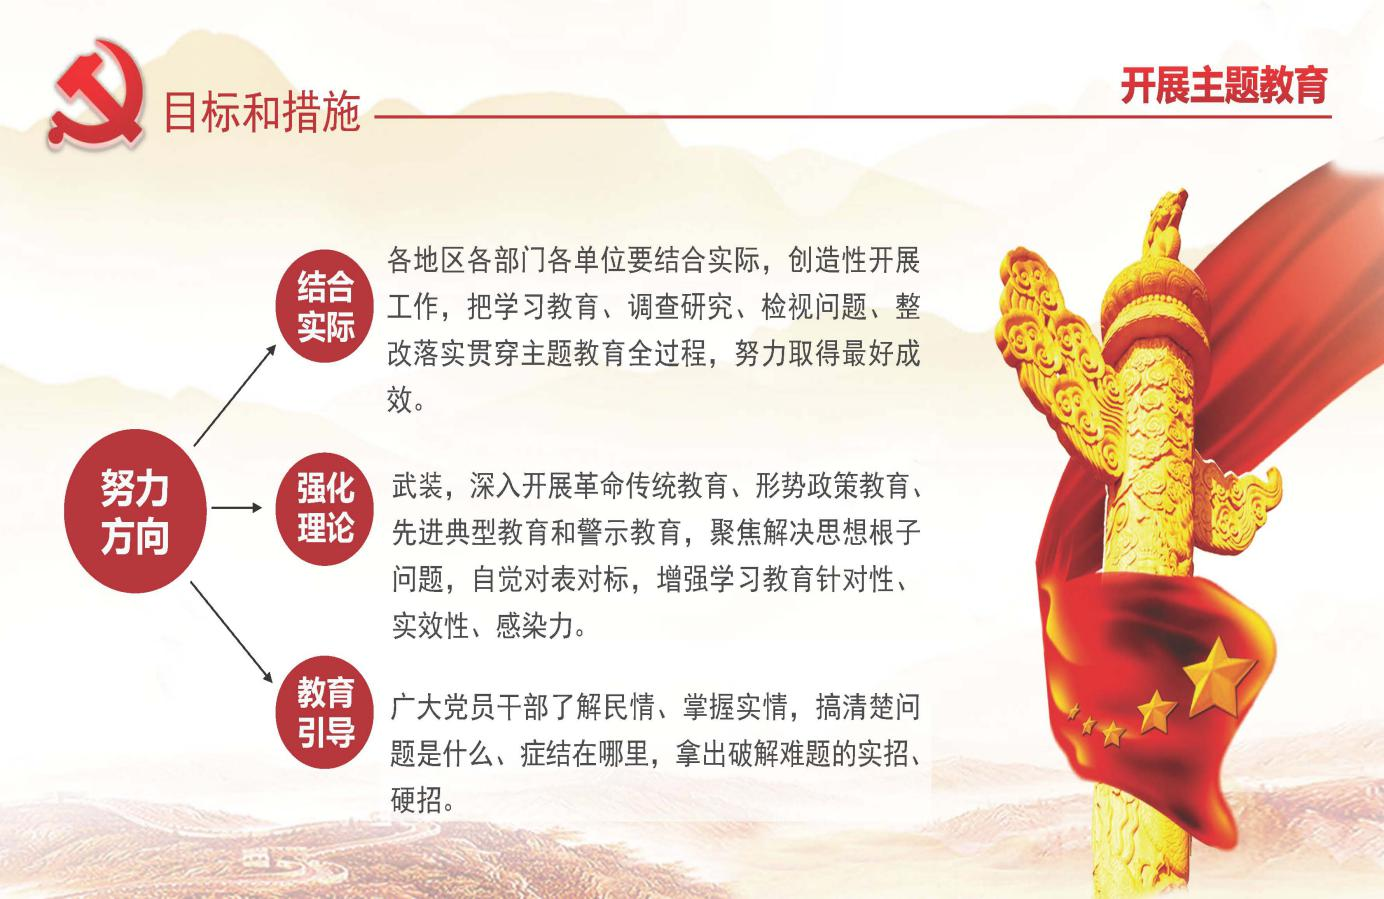 目标和措施
开展主题教育
努力
方向
结合
实际
各地区各部门各单位要结合实际，创造性开展
工作，把学习教育、调查研究、检视问题、整
改落实贯穿主题教育全过程，努力取得最好成
效。
强化
理论
武装，深入开展革命传统教育、形势政策教育、
先进典型教育和警示教育，聚焦解决思想根子
问题，自觉对表对标，增强学习教育针对性、
实效性、感染力。
教育
引导
广大党员干部了解民情、掌握实情，搞清楚问
题是什么、症结在哪里，拿出破解难题的实招、
硬招。